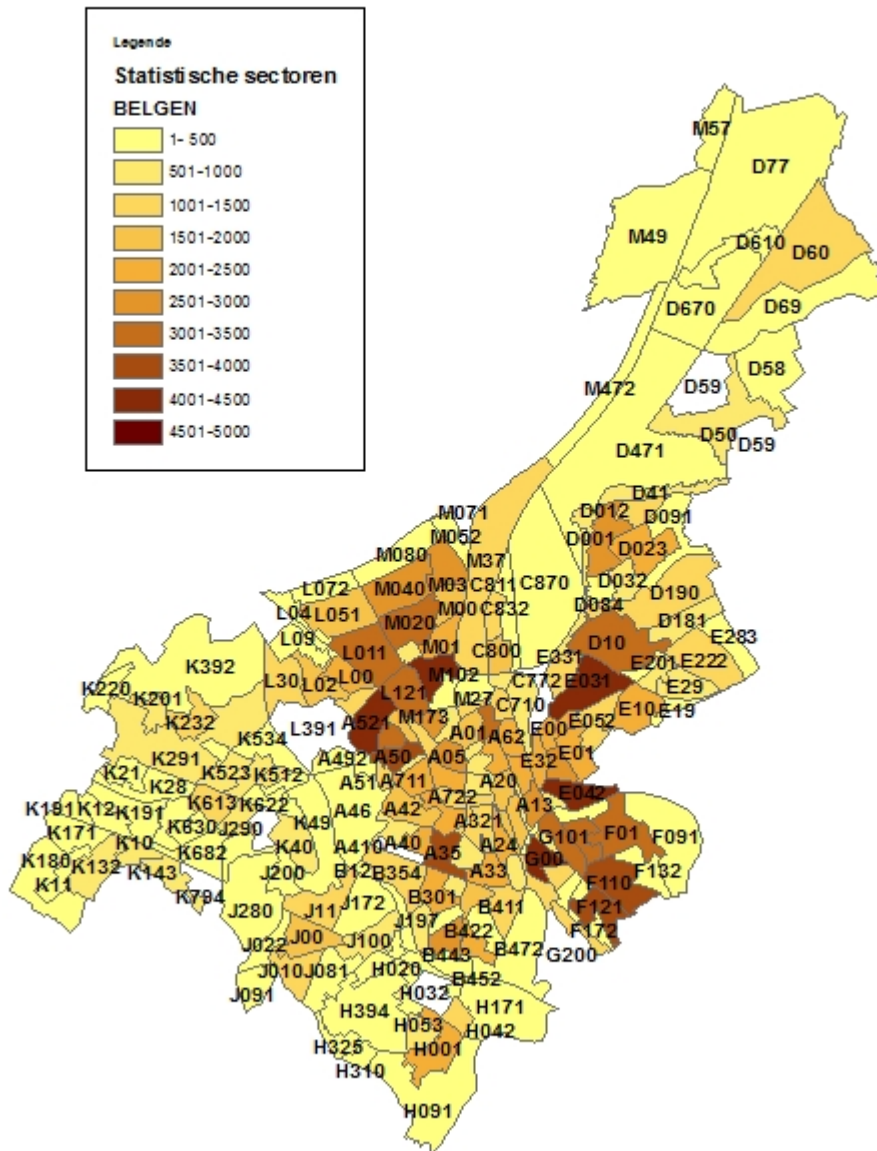 Legende
Statistische sectoren
BELGEN
1- 500
501-1000
1001-1500
1501-2000
2001-2500
2501-3000
3001-3500
3501-4000
4001-4500
4501-5000
M57
D77
M49
D610
D60
D670
D69
D58
M472
D59
D50
D59
D471
D41
M071
D012
D091
M052
D001
M080
D023
M37
L072
M040
M03
C811
C870
D032
D190
L04
L051
M00
C832
D084
M020
D181
L09
D10
E283
L011
M01
C800
K392
E331
E201
E222
L30
L02
L00
M102
C772
E031
K220
L121
E29
K201
M27
C710
E10
E19
K232
L391
A521
M173
E052
A01
A62
E00
K534
K291
A492
A50
A05
E32
E01
K21
K523
K512
A51
A711
A20
K28
E042
K191
K12
K191
K613
K622
A46
A42
A722
A13
K171
K630
J290
K49
A321
G101
F01
F091
K10
K40
A410
A40
A24
K180
K682
A35
G00
K132
K143
J200
B12
B354
A33
F132
K11
F110
K794
J172
B301
J280
J11
J197
B411
F121
B422
F172
J022
J00
J100
B443
B472
G200
J010
J081
H020
B452
J091
H032
H394
H171
H053
H042
H325
H001
H310
H091